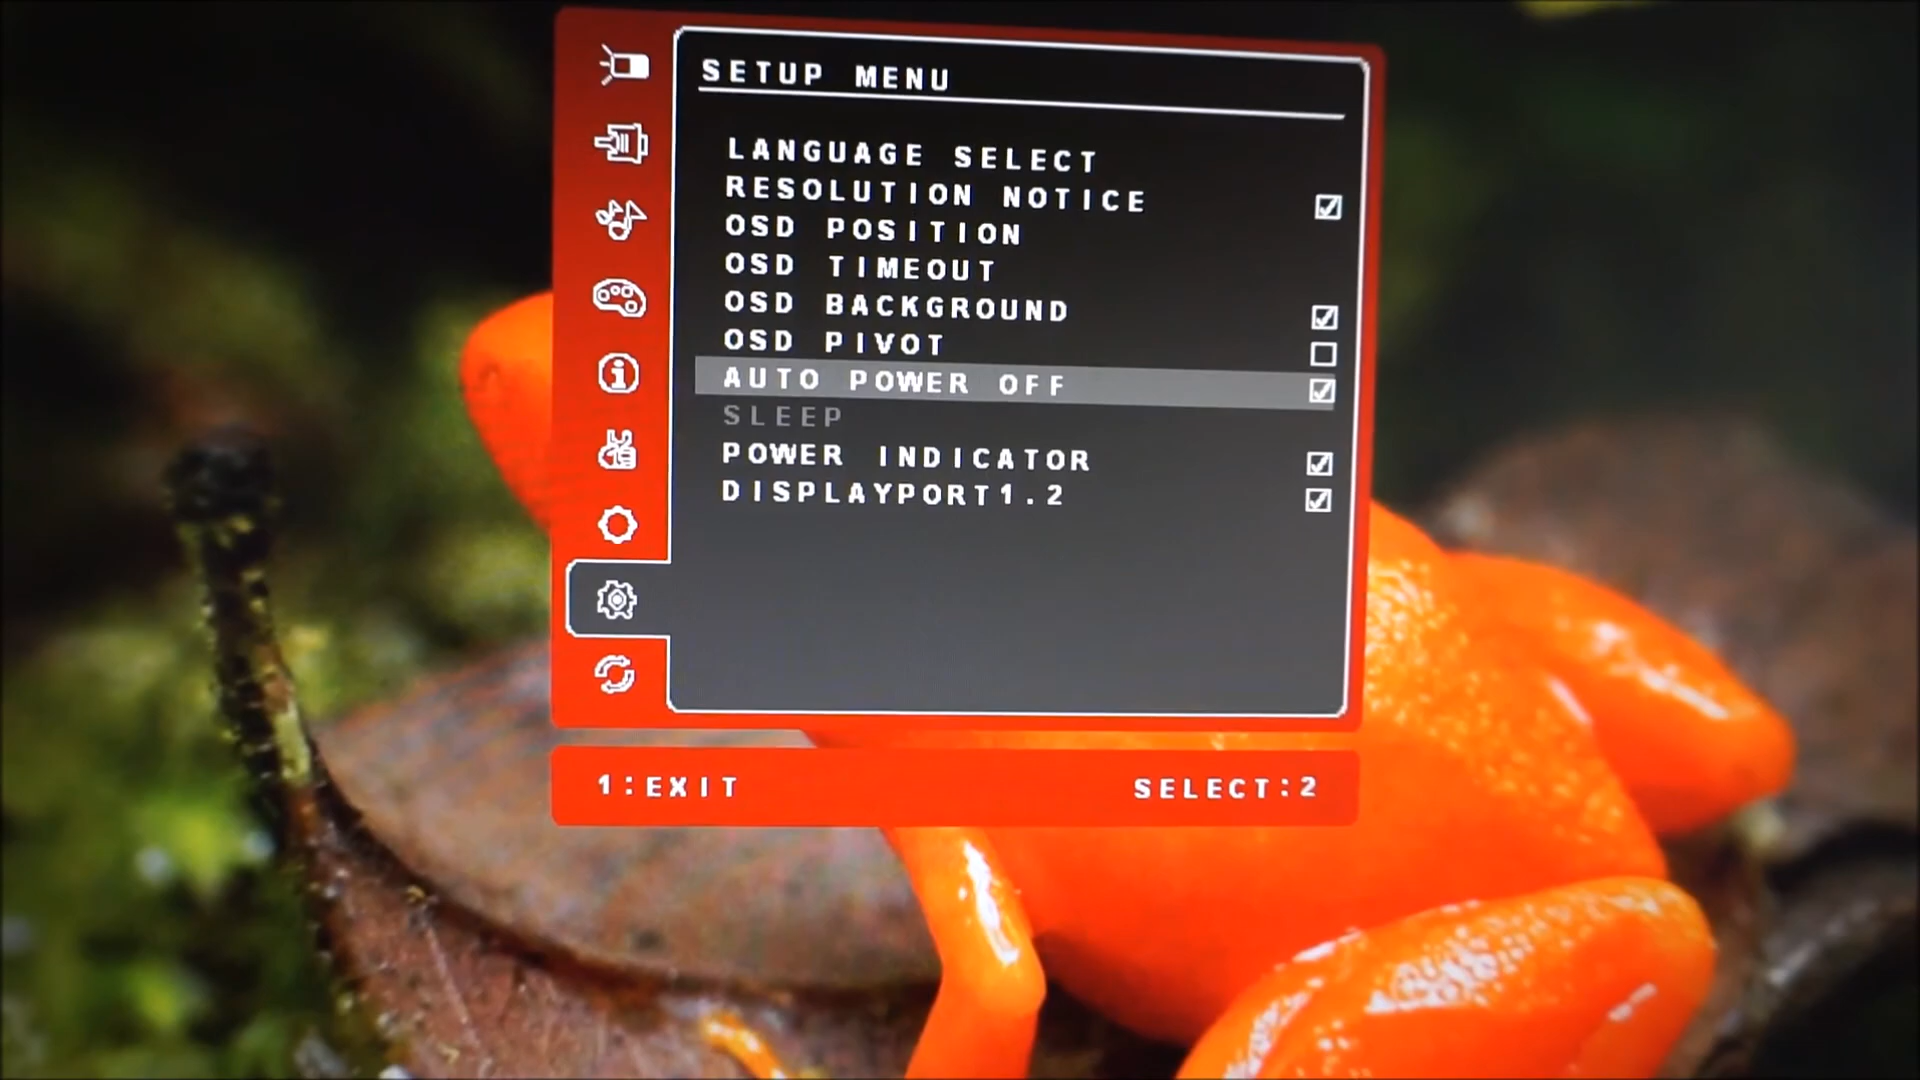 SETUP MENU
LANGUAGE SELECT
RESOLUTION NOTICE
OSD POSITION
OSD TIMEOUT
OSD BACKGROUND
OSD PIVOT
AUTO POWER OFF
SLEEP
POWER INDICATOR
DISPLAYPORT1.2
1:EXIT SELECT:2